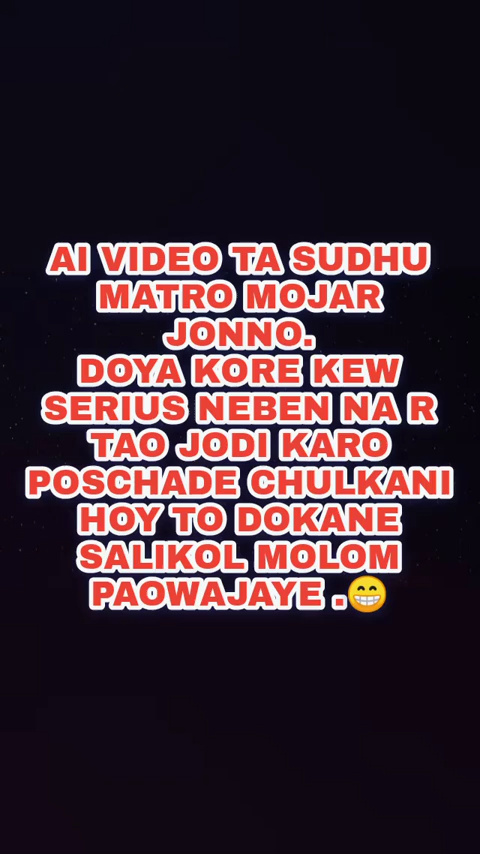 AI VIDEO TA SUDHU
MATRO MOJAR
JONNO.
DOYA KORE KEW
SERIUS NEBEN NA R
TAO JODI KARO
POSCHADE CHULKANI
HOY TO DOKANE
SALIKOL MOLOM
PAOWAJAYE .😁